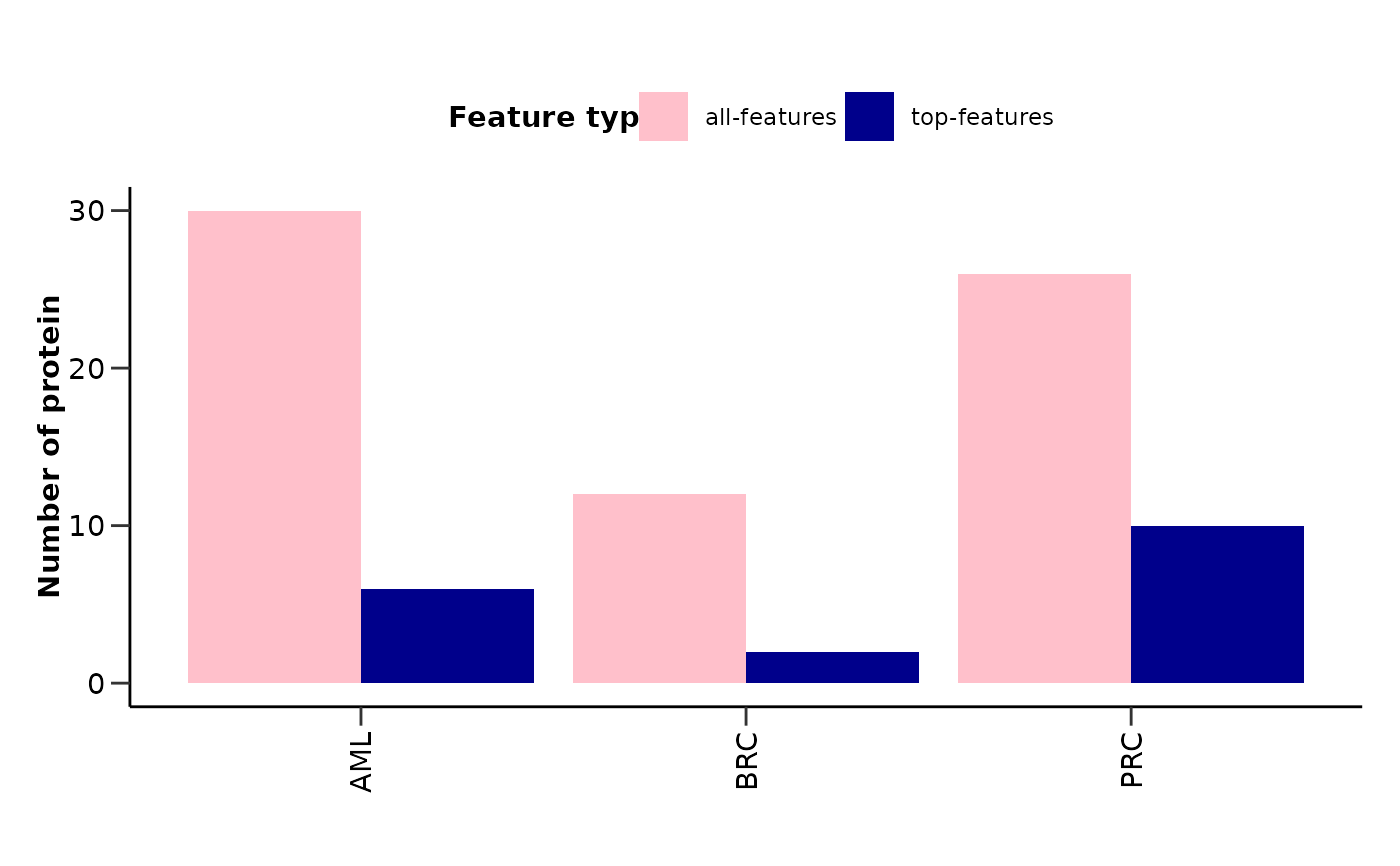 Feature typ
all-features
top-features
Number of protein
30
20
10
0
AML
BRC
PRC